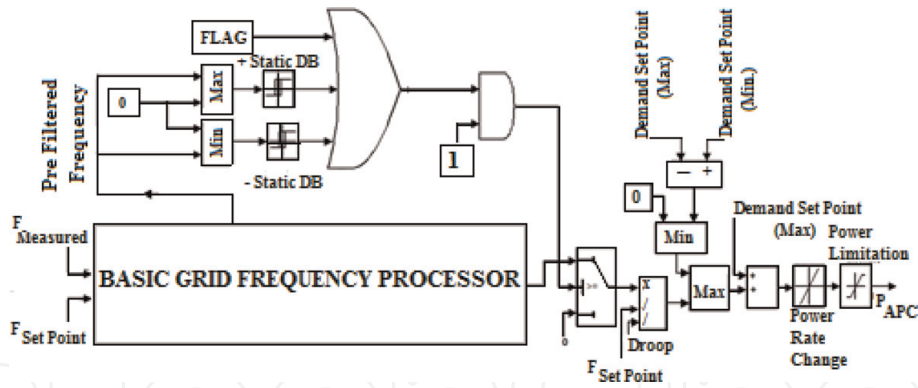 FLAG
+ Static DB
Max
0
Min
- Static DB
Pre Filtered
Frequency
1
Demand Set Point
(Max)
Demand Set Point
(Min.)
— +
0
Min
Demand Set Point
(Max)
Power
Limitation
F Measured
BASIC GRID FREQUENCY PROCESSOR
F Set Point
>=
0
x
/
/
Droop
F Set Point
Max
+
+
Power
Rate
Change
P APC